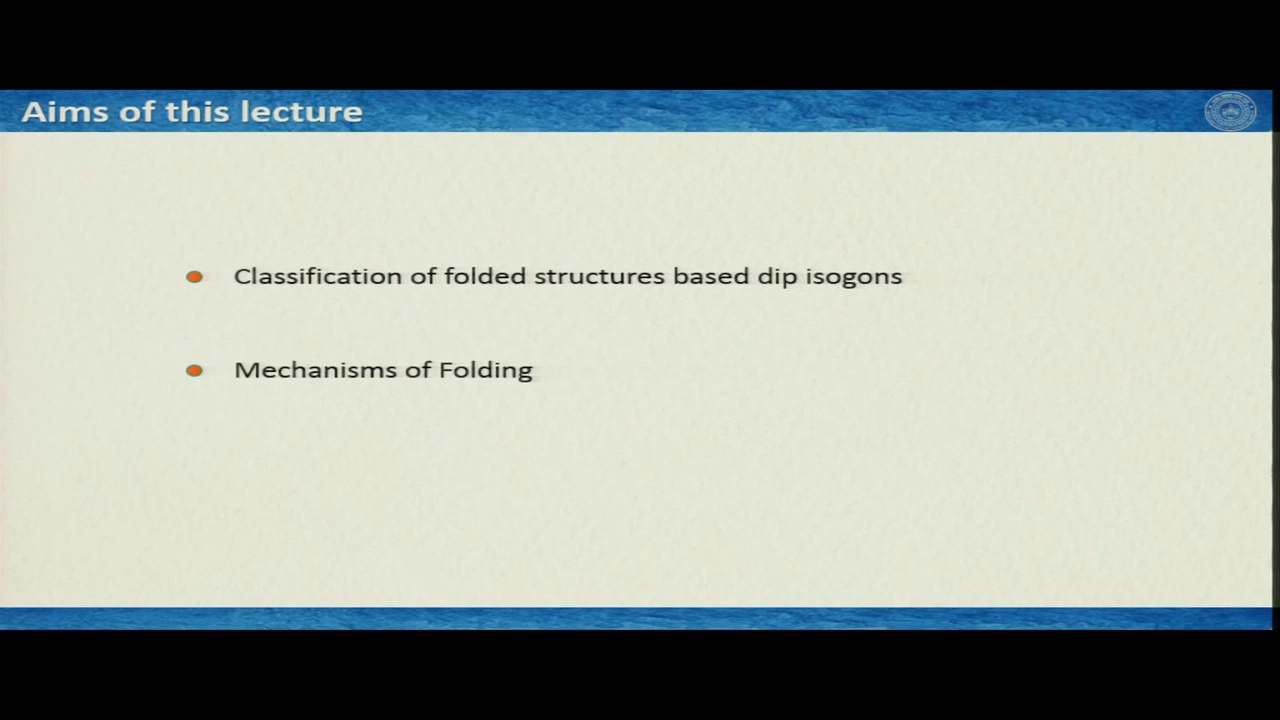 Aims of this lecture
Classification of folded structures based dip isogons
Mechanisms of Folding